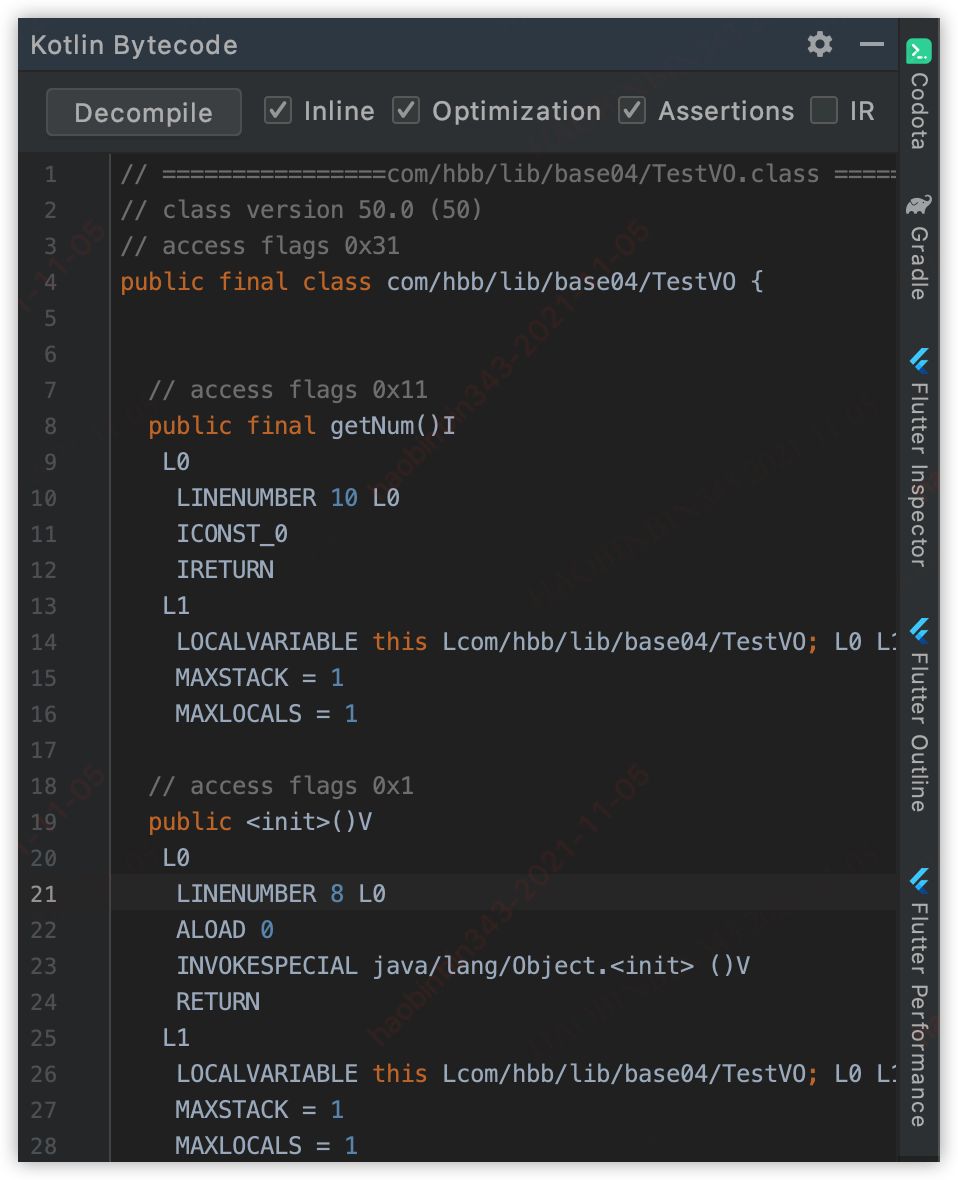 Kotlin Bytecode
Decompile Inline Optimization Assertions IR
1 // ================com/hbb/lib/base04/TestVO.class =====
2 // class version 50.0 (50)
3 // access flags 0x31
4 public final class com/hbb/lib/base04/TestVO {
5
6
7 // access flags 0x11
8 public final getNum()I
9 L0
10 LINENUMBER 10 L0
11 ICONST_0
12 IRETURN
13 L1
14 LOCALVARIABLE this Lcom/hbb/lib/base04/TestVO; L0 L1
15 MAXSTACK = 1
16 MAXLOCALS = 1
17
18 // access flags 0x1
19 public <init>()V
20 L0
21 LINENUMBER 8 L0
22 ALOAD 0
23 INVOKESPECIAL java/lang/Object.<init> ()V
24 RETURN
25 L1
26 LOCALVARIABLE this Lcom/hbb/lib/base04/TestVO; L0 L1
27 MAXSTACK = 1
28 MAXLOCALS = 1
Codota
Gradle
Flutter Inspector
Flutter Outline
Flutter Performance